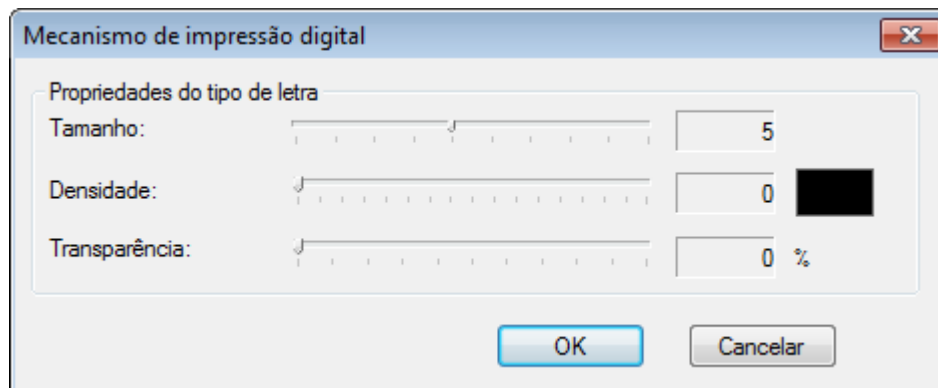 Mecanismo de impressão digital
Propriedades do tipo de letra
Tamanho: 5
Densidade: 0
Transparência: 0 %
OK Cancelar